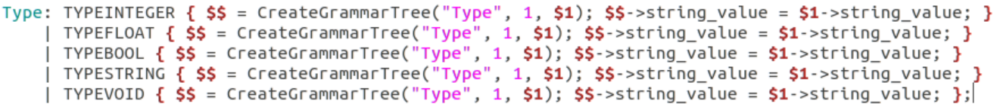 Type: TYPEINTEGER { $$ = CreateGrammarTree("Type", 1, $1); $$->string_value = $1->string_value; }
| TYPEFLOAT { $$ = CreateGrammarTree("Type", 1, $1); $$->string_value = $1->string_value; }
| TYPEBOOL { $$ = CreateGrammarTree("Type", 1, $1); $$->string_value = $1->string_value; }
| TYPESTRING { $$ = CreateGrammarTree("Type", 1, $1); $$->string_value = $1->string_value; }
| TYPEVOID { $$ = CreateGrammarTree("Type", 1, $1); $$->string_value = $1->string_value; };